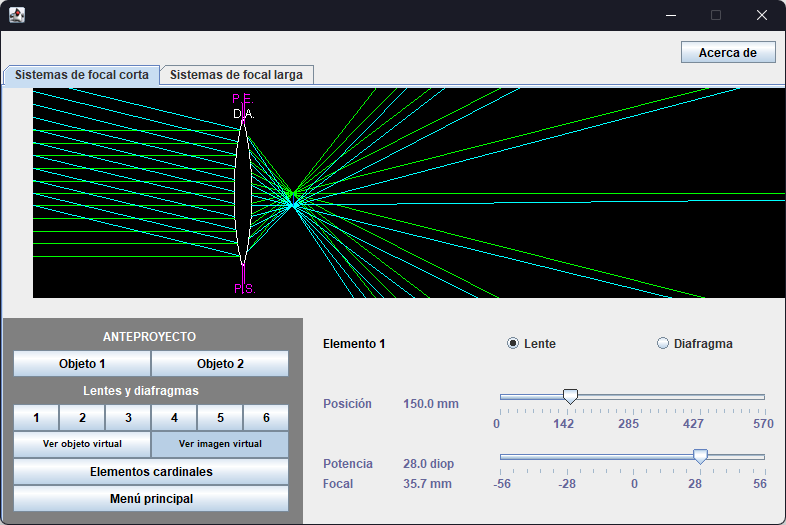 Acerca de
Sistemas de focal corta Sistemas de focal larga
P.E.
D.A.
P.S.
ANTEPROYECTO
Objeto 1 Objeto 2
Lentes y diafragmas
1 2 3 4 5 6
Ver objeto virtual Ver imagen virtual
Elementos cardinales
Menú principal
Elemento 1 Lente Diafragma
Posición 150.0 mm
0 142 285 427 570
Potencia 28.0 diop
Focal 35.7 mm
-56 -28 0 28 56